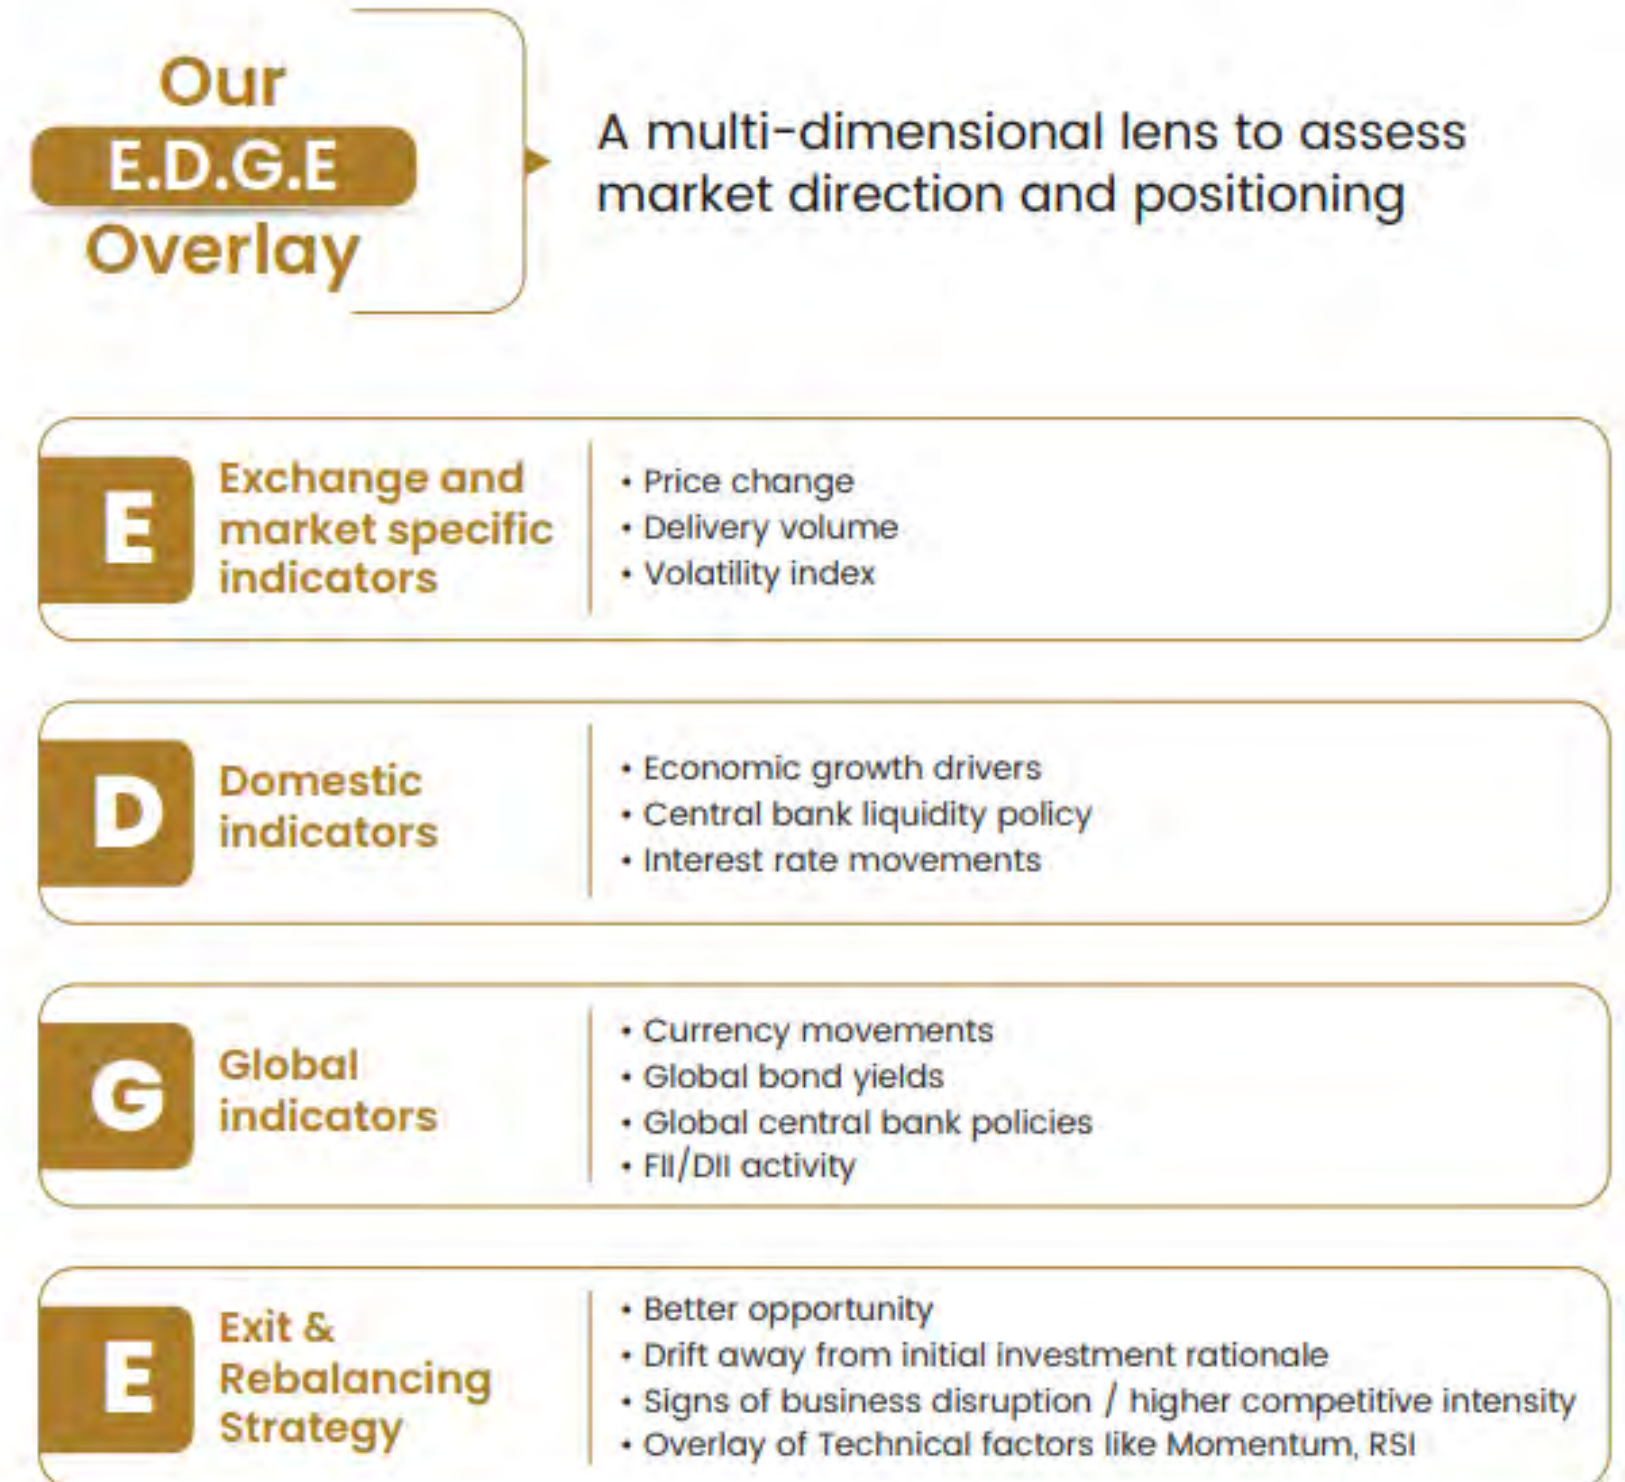 Our
E.D.G.E
Overlay
A multi-dimensional lens to assess
market direction and positioning
E
Exchange and
market specific
indicators
• Price change
• Delivery volume
• Volatility index
D
Domestic
indicators
• Economic growth drivers
• Central bank liquidity policy
• Interest rate movements
G
Global
indicators
• Currency movements
• Global bond yields
• Global central bank policies
• FII/DII activity
E
Exit &
Rebalancing
Strategy
• Better opportunity
• Drift away from initial investment rationale
• Signs of business disruption / higher competitive intensity
• Overlay of Technical factors like Momentum, RSI